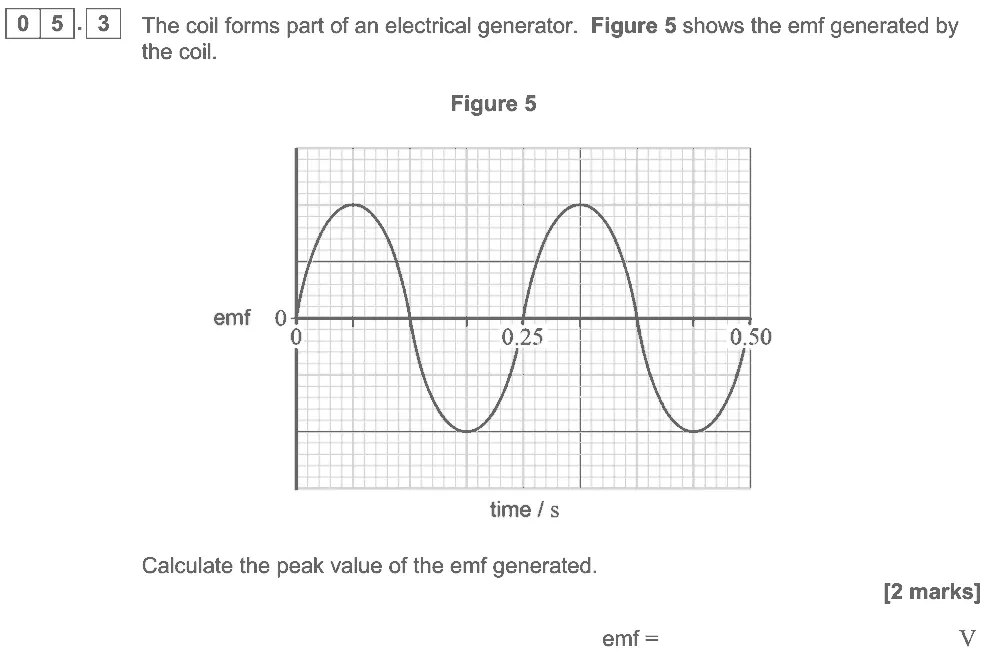 05.3 The coil forms part of an electrical generator. Figure 5 shows the emf generated by
the coil.
Figure 5
emf 0
0 0.25 0.50
time / s
Calculate the peak value of the emf generated.
[2 marks]
emf = V